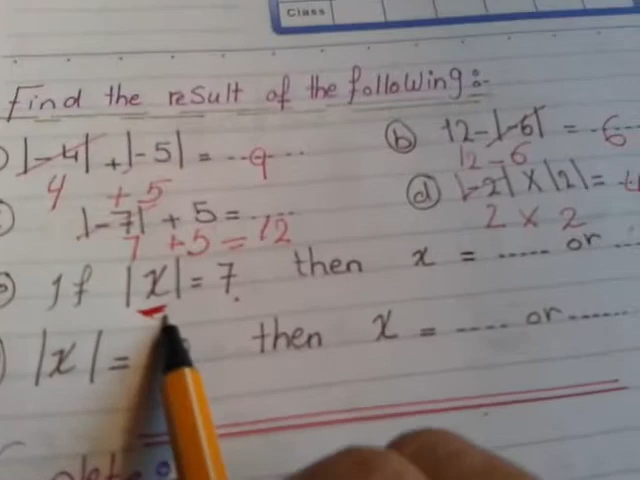 Class
Find the result of the following:-
|-4| + |-5| = ...9...
4 + 5
(b) 12-|-6| = ..6..
12-6
|-7| + 5 = ......
7 +5 = 12
(d) |-2| × |2| =
2 × 2
If |x| = 7. then x = ..... or ...
|x| = then x = .... or ......